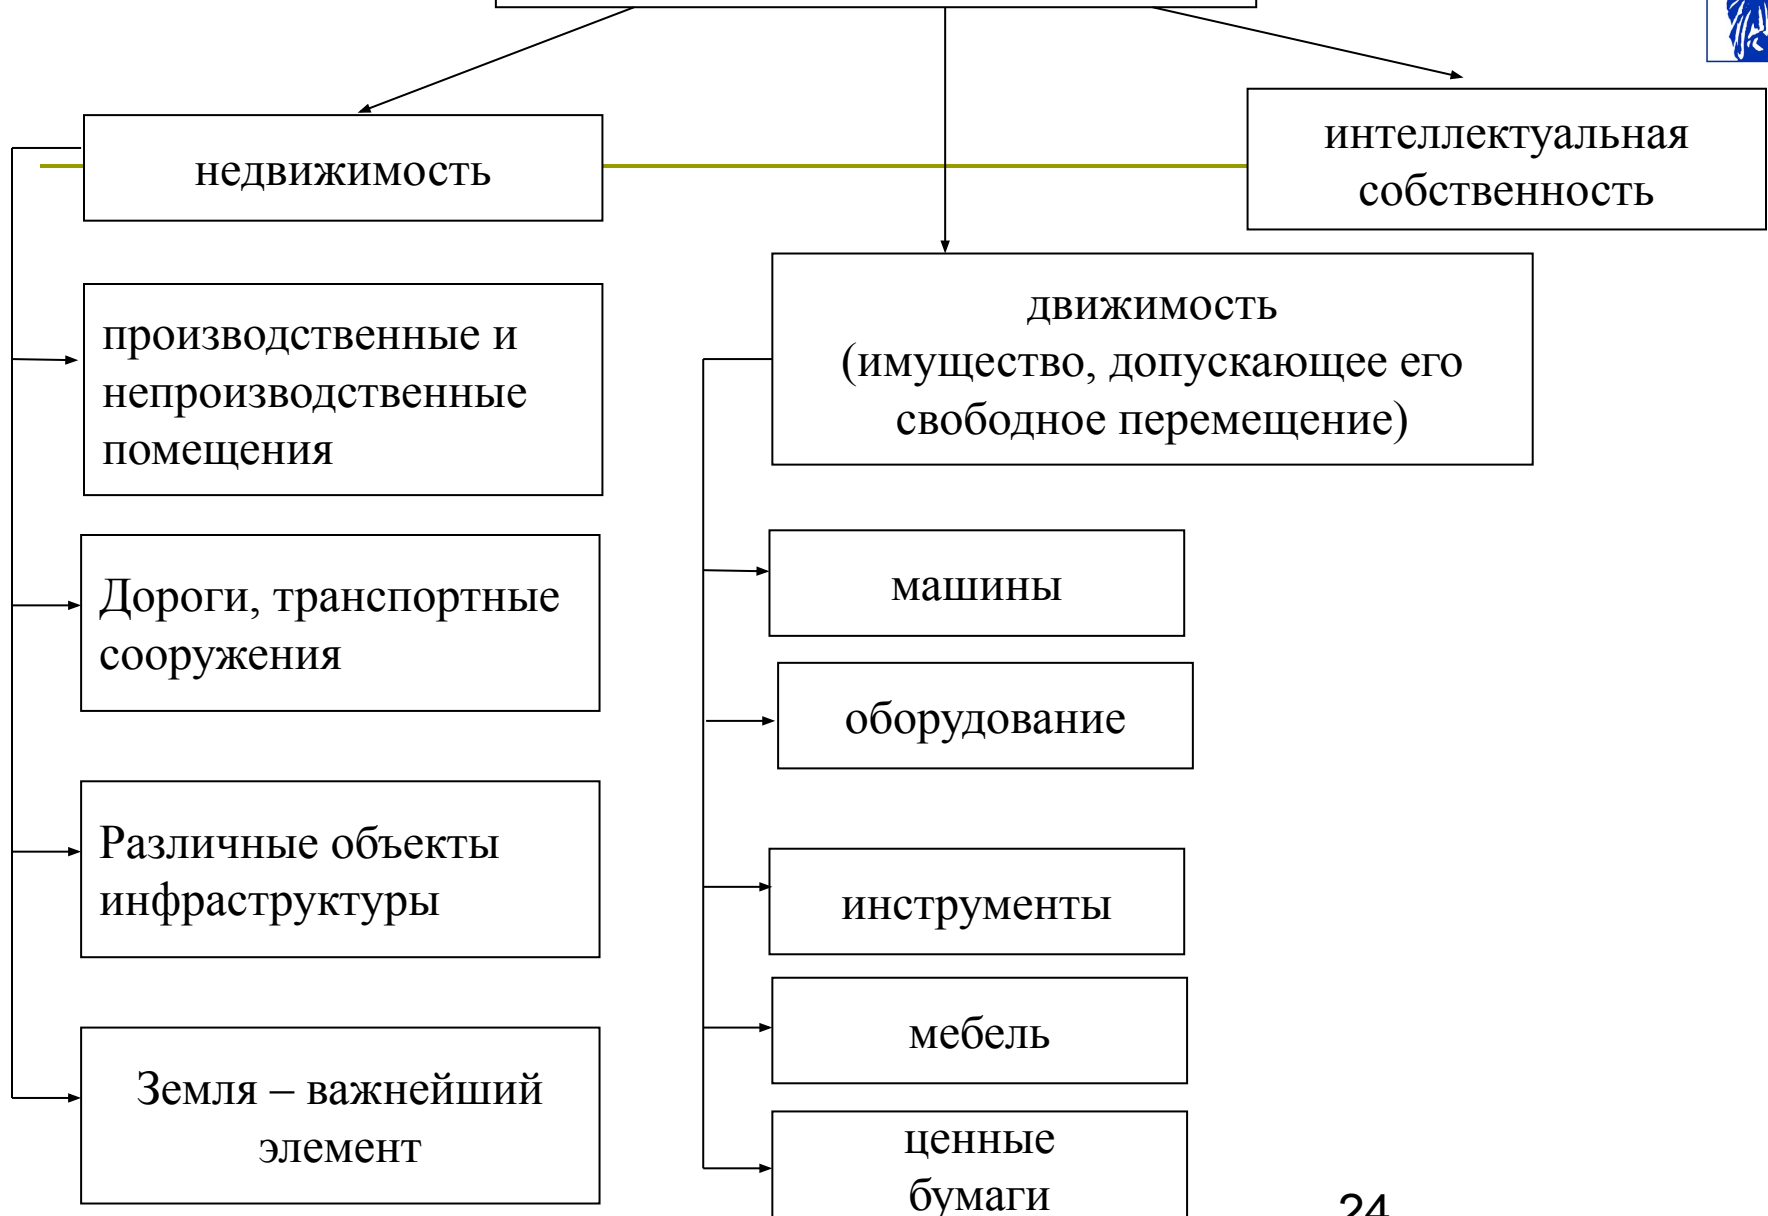 недвижимость
интеллектуальная
собственность
производственные и
непроизводственные
помещения
Дороги, транспортные
сооружения
Различные объекты
инфраструктуры
Земля – важнейший
элемент
движимость
(имущество, допускающее его
свободное перемещение)
машины
оборудование
инструменты
мебель
ценные
бумаги
24